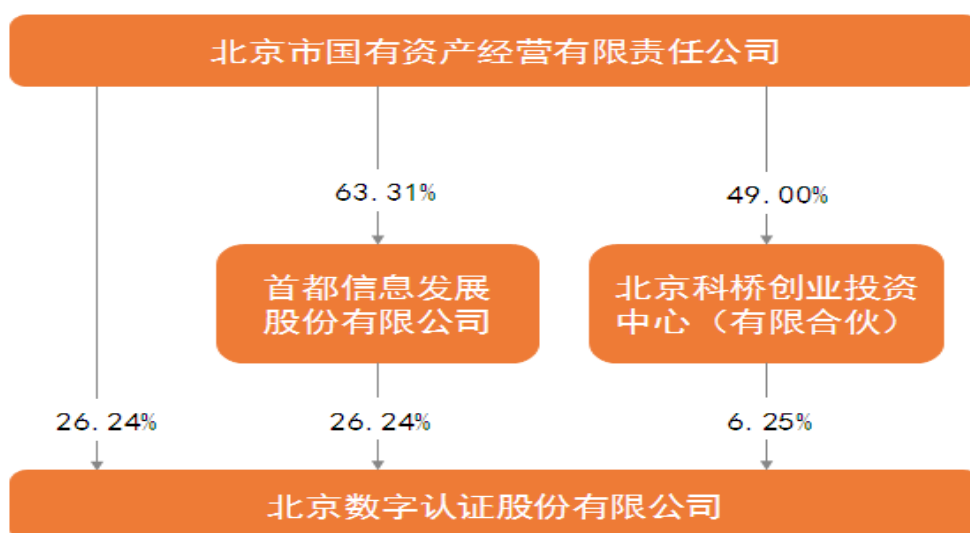 北京市国有资产经营有限责任公司
63.31%
49.00%
首都信息发展
股份有限公司
北京科桥创业投资
中心（有限合伙）
26.24%
26.24%
6.25%
北京数字认证股份有限公司